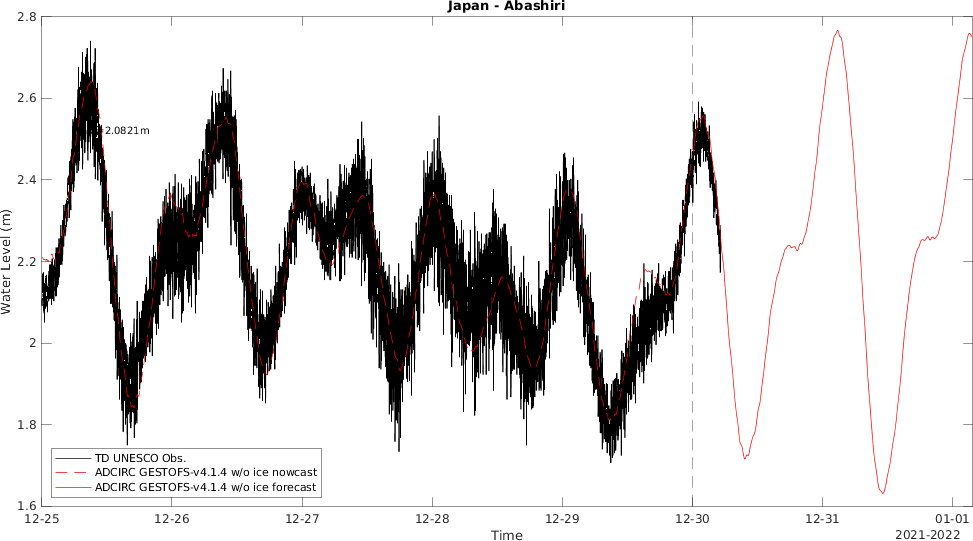 Japan - Abashiri
2.8
2.6
2.4
2.2
2
1.8
1.6
Water Level (m)
2.0821m
TD UNESCO Obs.
ADCIRC GESTOFS-v4.1.4 w/o ice nowcast
ADCIRC GESTOFS-v4.1.4 w/o ice forecast
12-25 12-26 12-27 12-28 12-29 12-30 12-31 01-01
Time
2021-2022